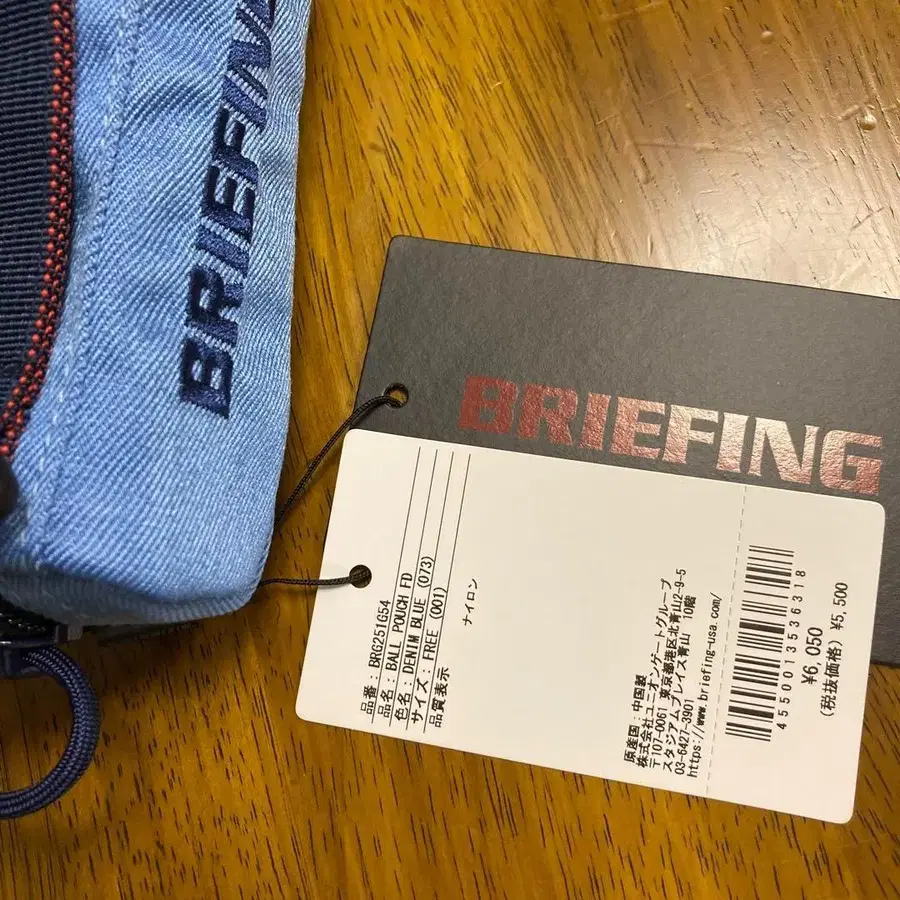 BRIEFING
BRIEFING
品番: BRG251G54
品名: BALL POUCH FD
色名: DENIM BLUE (073)
サイズ: FREE (001)
品質表示
ナイロン
原産国: 中国製
株式会社ユニオンゲートグループ
〒107-0061 東京都港区北青山2-9-5
スタジアムプレイス青山 10階
03-6427-3901
https://www.briefing-usa.com/
4550013536318
¥6,050
(税抜価格) ¥5,500